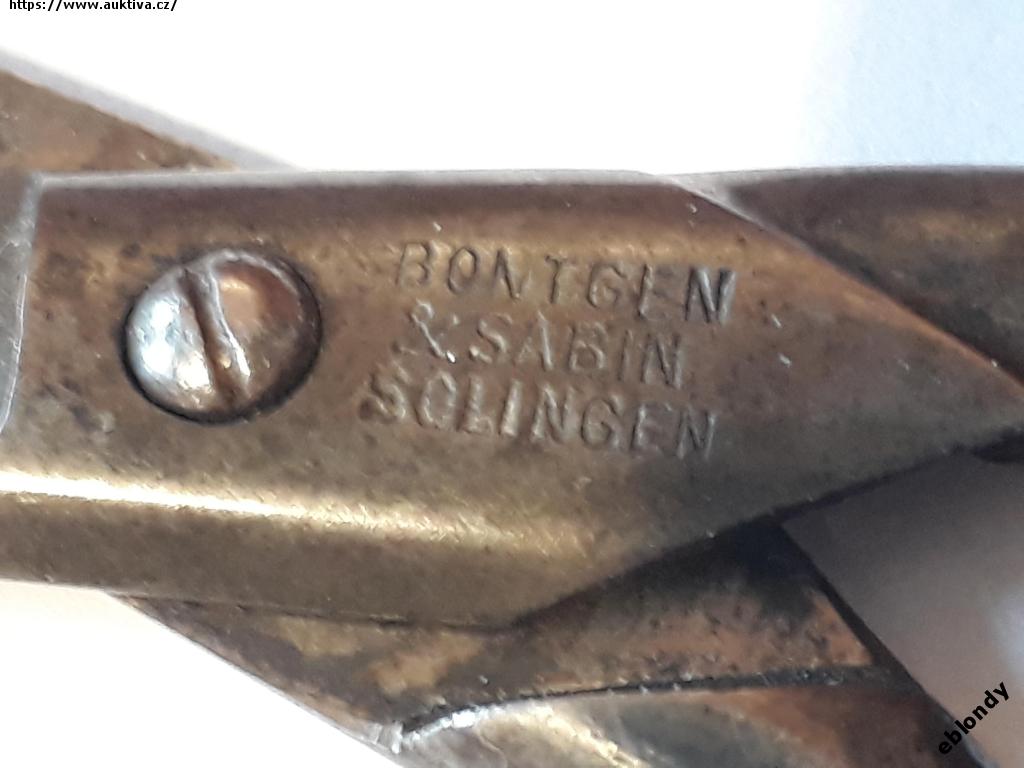 https://www.auktiva.cz/
BONTGEN
& SABIN
SOLINGEN
eblondy